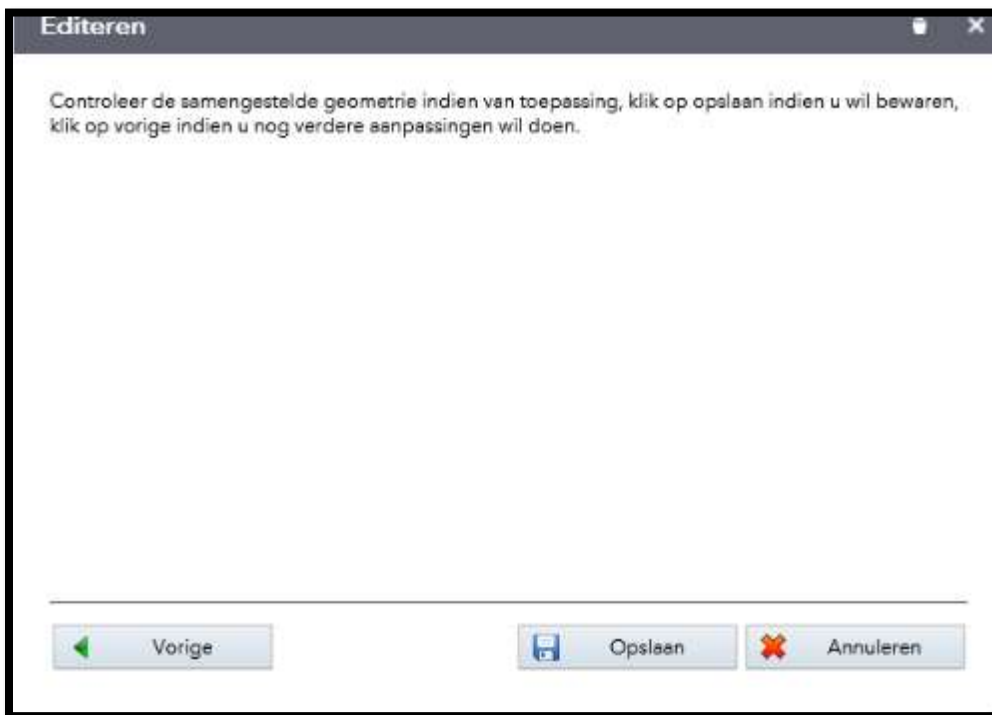 Editeren
Controleer de samengestelde geometrie indien van toepassing, klik op opslaan indien u wil bewaren,
klik op vorige indien u nog verdere aanpassingen wil doen.
Vorige
Opslaan
Annuleren